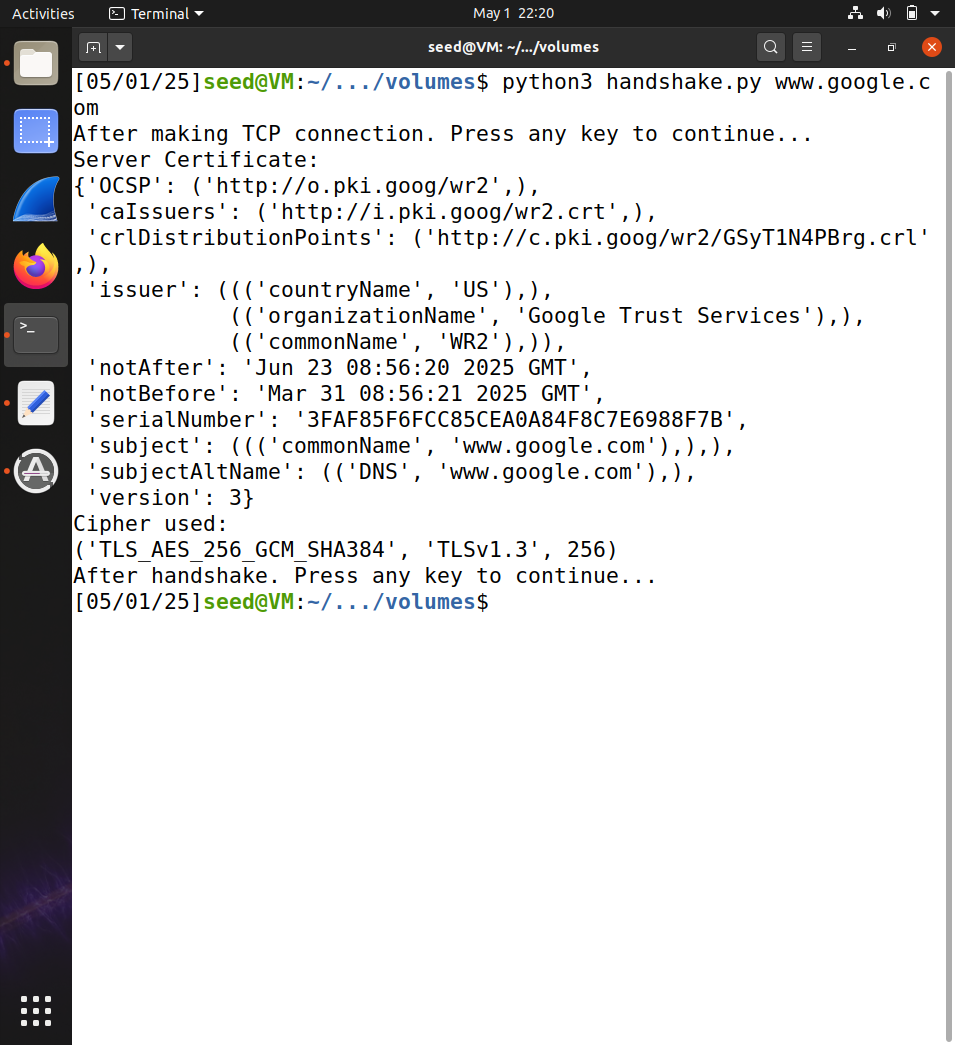 Activities
Terminal
May 1 22:20
seed@VM: ~/.../volumes
[05/01/25]seed@VM:~/.../volumes$ python3 handshake.py www.google.c
om
After making TCP connection. Press any key to continue...
Server Certificate:
{'OCSP': ('http://o.pki.goog/wr2',),
 'caIssuers': ('http://i.pki.goog/wr2.crt',),
 'crlDistributionPoints': ('http://c.pki.goog/wr2/GSyT1N4PBrg.crl'
,),
 'issuer': ((('countryName', 'US'),),
            (('organizationName', 'Google Trust Services'),),
            (('commonName', 'WR2'),)),
 'notAfter': 'Jun 23 08:56:20 2025 GMT',
 'notBefore': 'Mar 31 08:56:21 2025 GMT',
 'serialNumber': '3FAF85F6FCC85CEA0A84F8C7E6988F7B',
 'subject': ((('commonName', 'www.google.com'),),),
 'subjectAltName': (('DNS', 'www.google.com'),),
 'version': 3}
Cipher used:
('TLS_AES_256_GCM_SHA384', 'TLSv1.3', 256)
After handshake. Press any key to continue...
[05/01/25]seed@VM:~/.../volumes$